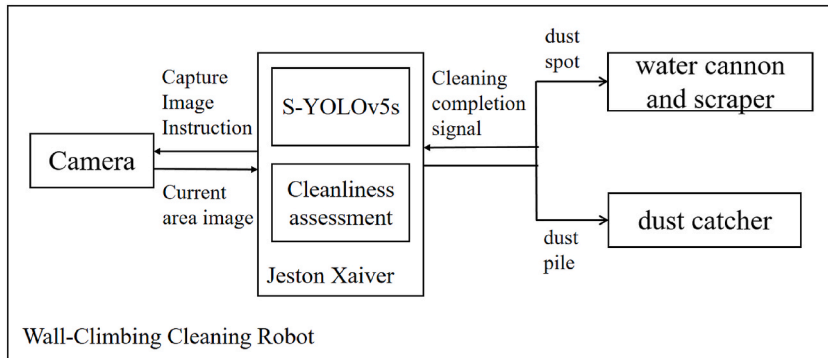 Camera
Capture
Image
Instruction
Current
area image
S-YOLOv5s
Cleanliness
assessment
Jeston Xaiver
Cleaning
completion
signal
dust
spot
water cannon
and scraper
dust
pile
dust catcher
Wall-Climbing Cleaning Robot